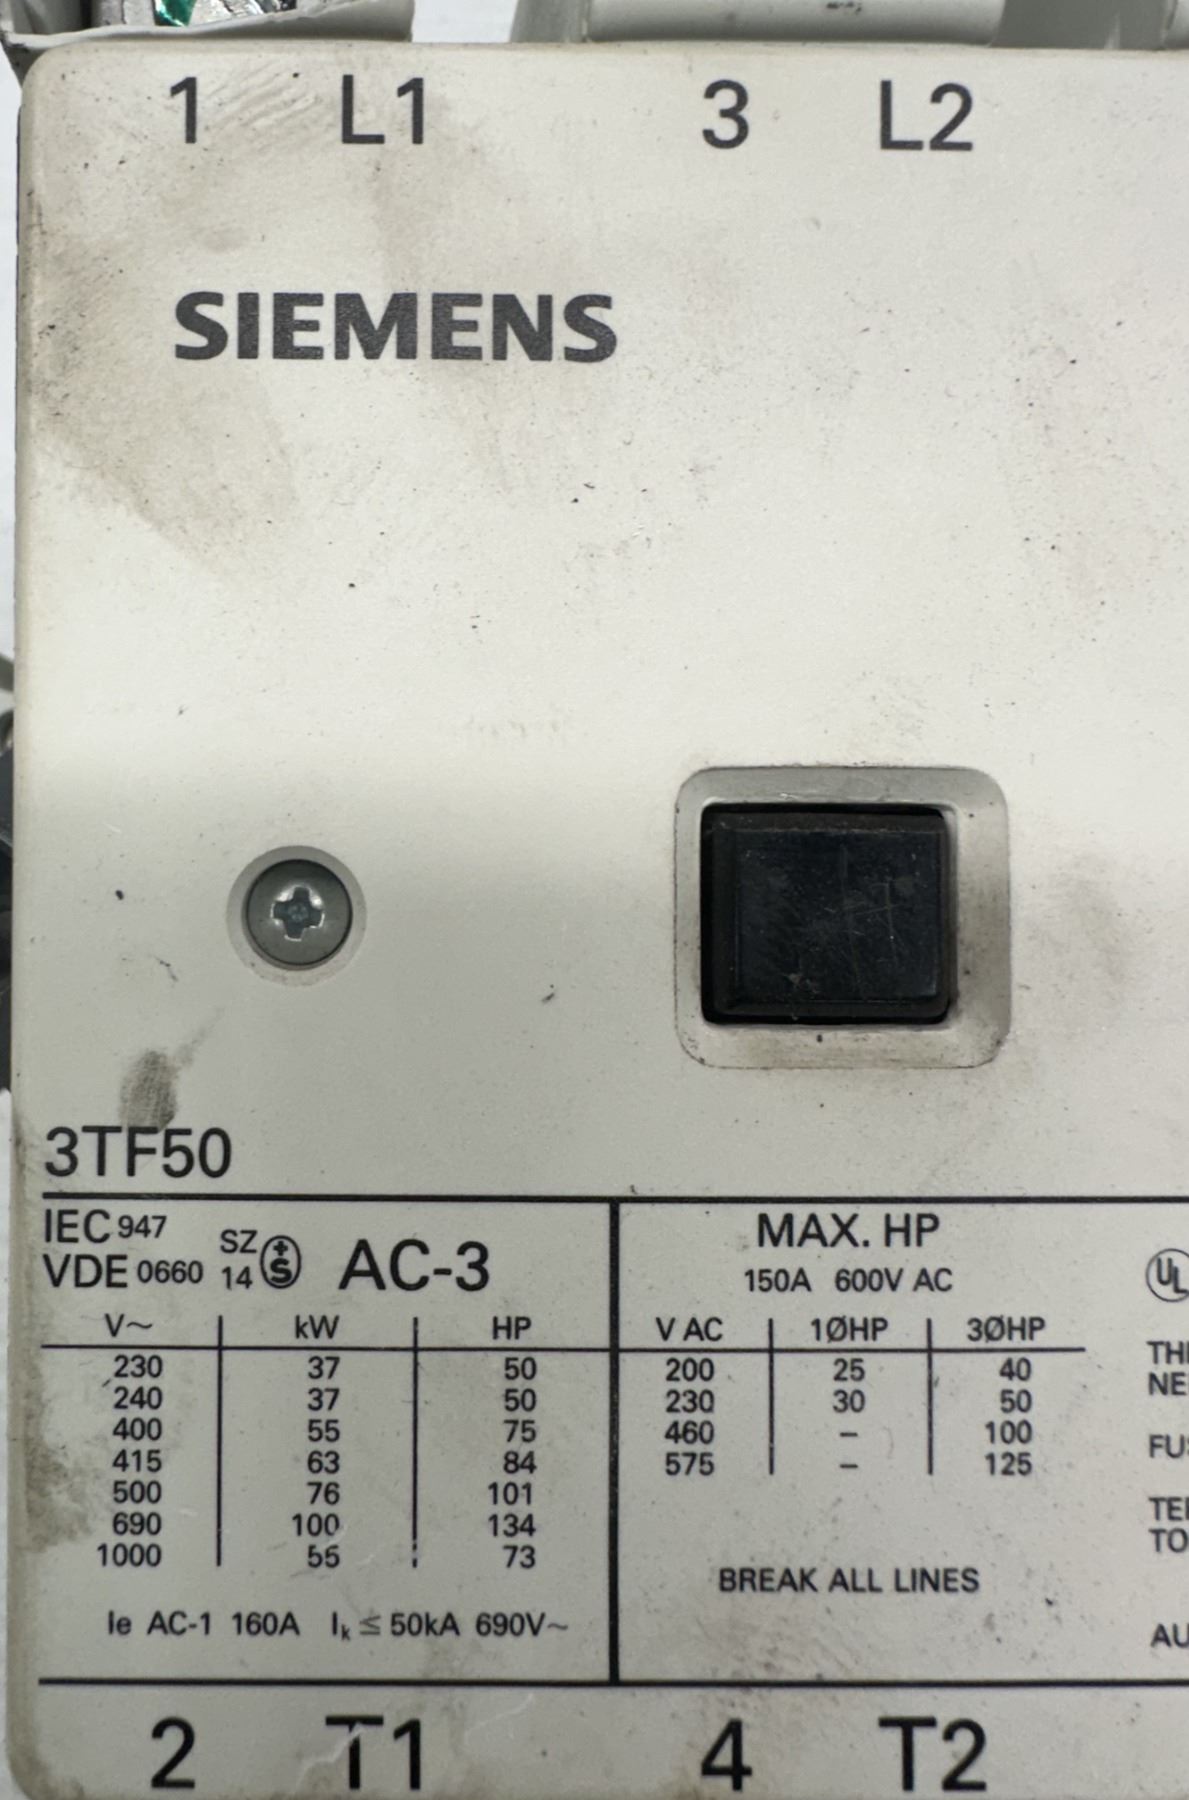 1 L1 3 L2
SIEMENS
3TF50
IEC 947
VDE 0660
SZ
14
+
S
AC-3
V~ kW HP
230 37 50
240 37 50
400 55 75
415 63 84
500 76 101
690 100 134
1000 55 73
Ie AC-1 160A Ik ≤ 50kA 690V~
MAX. HP
150A 600V AC
V AC 1ØHP 3ØHP
200 25 40
230 30 50
460 - 100
575 - 125
BREAK ALL LINES
UL
2 T1 4 T2